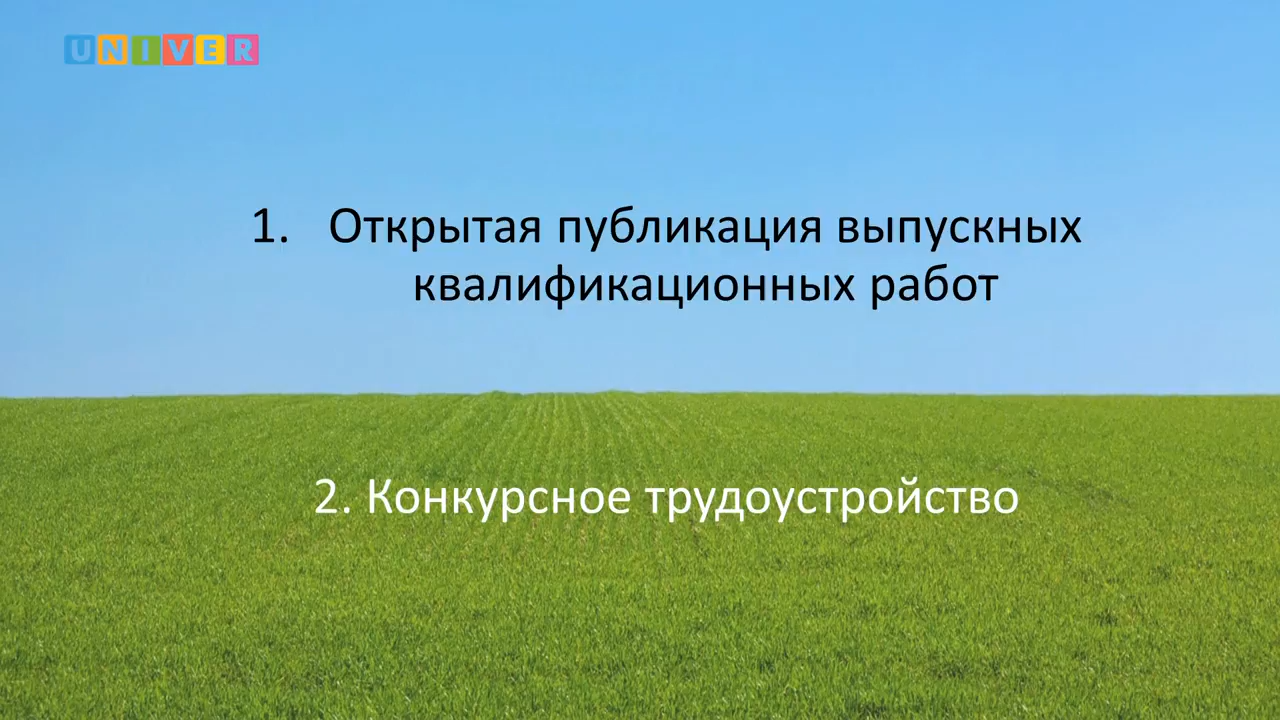 UNIVER
1. Открытая публикация выпускных
квалификационных работ
2. Конкурсное трудоустройство